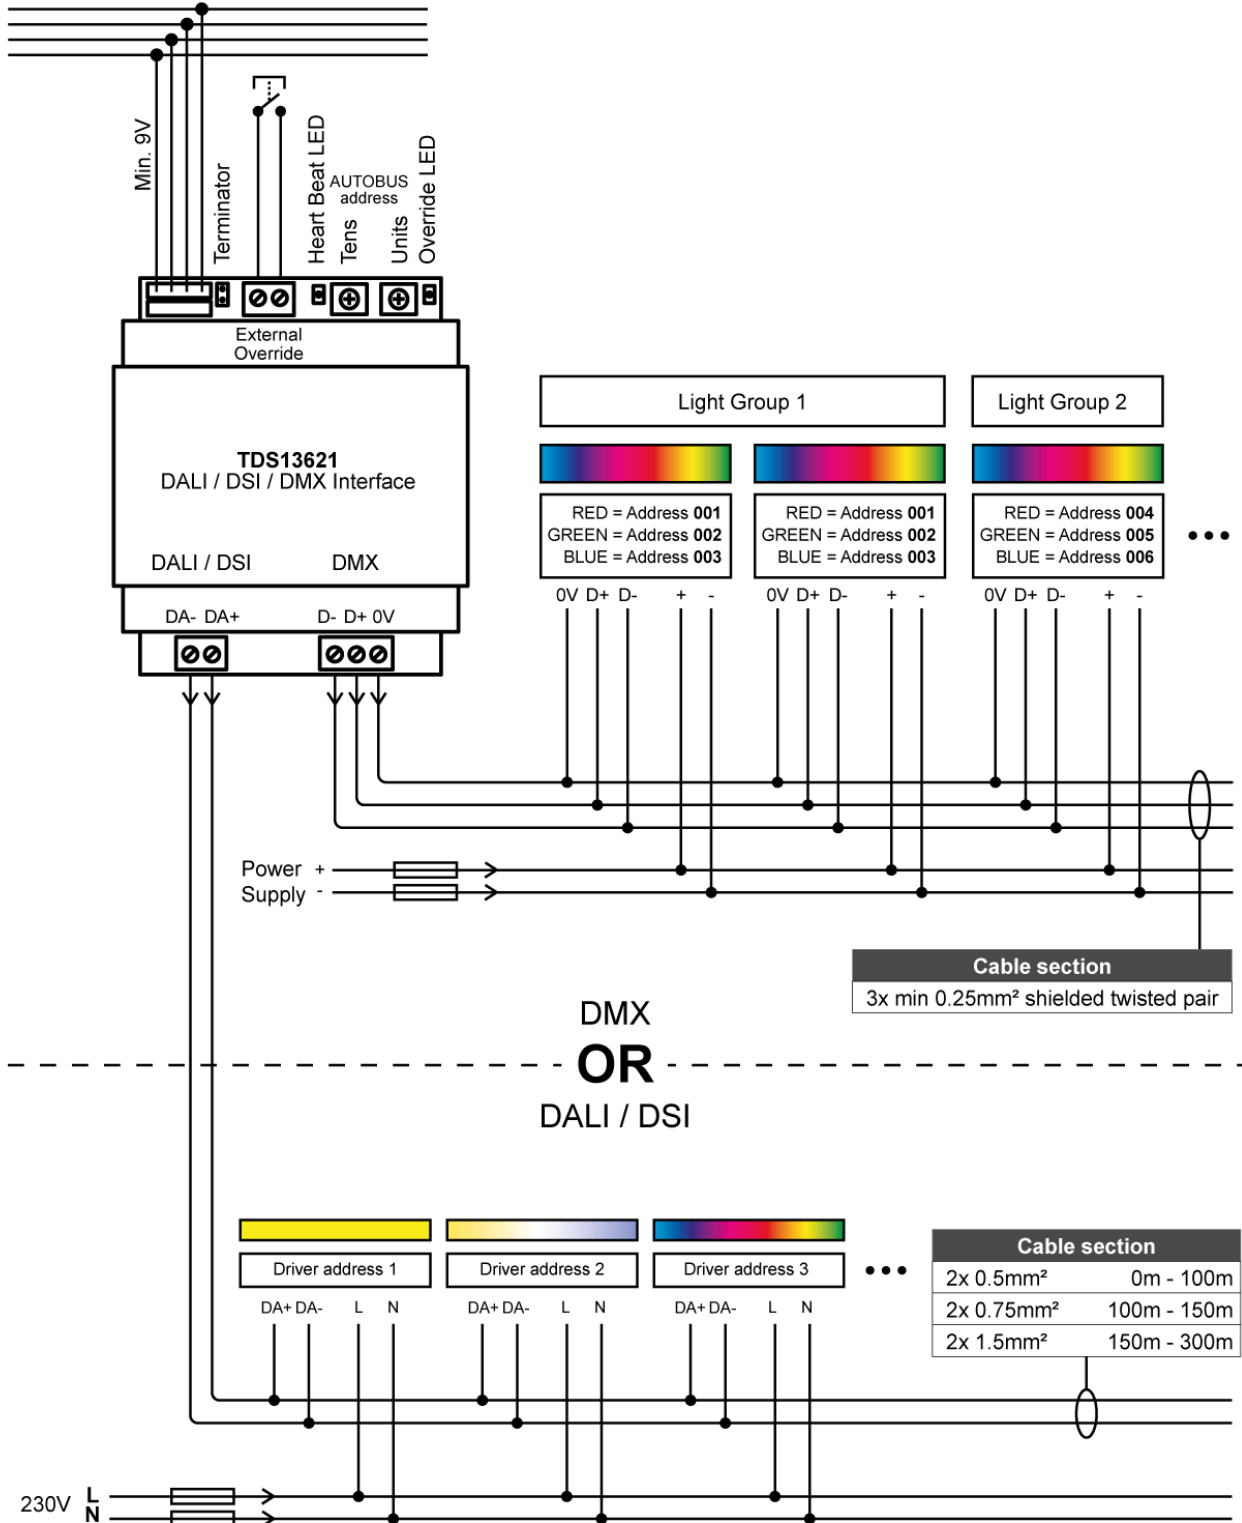 Min. 9V
Terminator
Heart Beat LED
AUTOBUS
address
Tens
Units
Override LED
External
Override
TDS13621
DALI / DSI / DMX Interface
DALI / DSI
DMX
DA- DA+
D- D+ 0V
Light Group 1
Light Group 2
RED = Address 001
GREEN = Address 002
BLUE = Address 003
RED = Address 001
GREEN = Address 002
BLUE = Address 003
RED = Address 004
GREEN = Address 005
BLUE = Address 006
0V D+ D- + -
0V D+ D- + -
0V D+ D- + -
Power +
Supply -
Cable section
3x min 0.25mm² shielded twisted pair
DMX
OR
DALI / DSI
Driver address 1
Driver address 2
Driver address 3
DA+ DA- L N
DA+ DA- L N
DA+ DA- L N
Cable section
2x 0.5mm² 0m - 100m
2x 0.75mm² 100m - 150m
2x 1.5mm² 150m - 300m
230V L
N